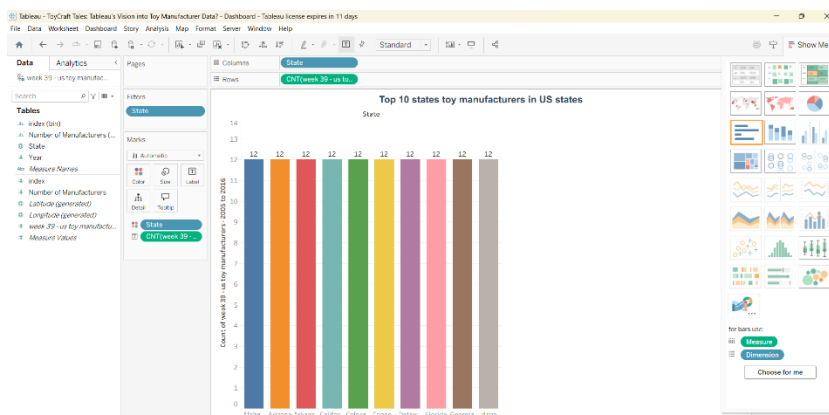 Tableau - ToyCraft Tales: Tableau's Vision into Toy Manufacturer Data? - Dashboard - Tableau license expires in 11 days
File Data Worksheet Dashboard Story Analysis Map Format Server Window Help
Standard
Show Me
Data Analytics
week 39 - us toy manufac...
Search
Tables
index (bin)
Number of Manufacturers (...
State
Year
Measure Names
index
Number of Manufacturers
Latitude (generated)
Longitude (generated)
week 39 - us toy manufactu...
Measure Values
Pages
Filters
State
Marks
Automatic
Color Size Label
Detail Tooltip
State
CNT(week 39 - ...
Columns State
Rows CNT(week 39 - us to...
Top 10 states toy manufacturers in US states
State
Count of week 39 - us toy manufacturers - 2005 to 2016
14
13
12
11
10
9
8
7
6
5
4
3
2
1
0
12 12 12 12 12 12 12 12 12 12
Florida Georgia
for bars use:
Measure
Dimension
Choose for me